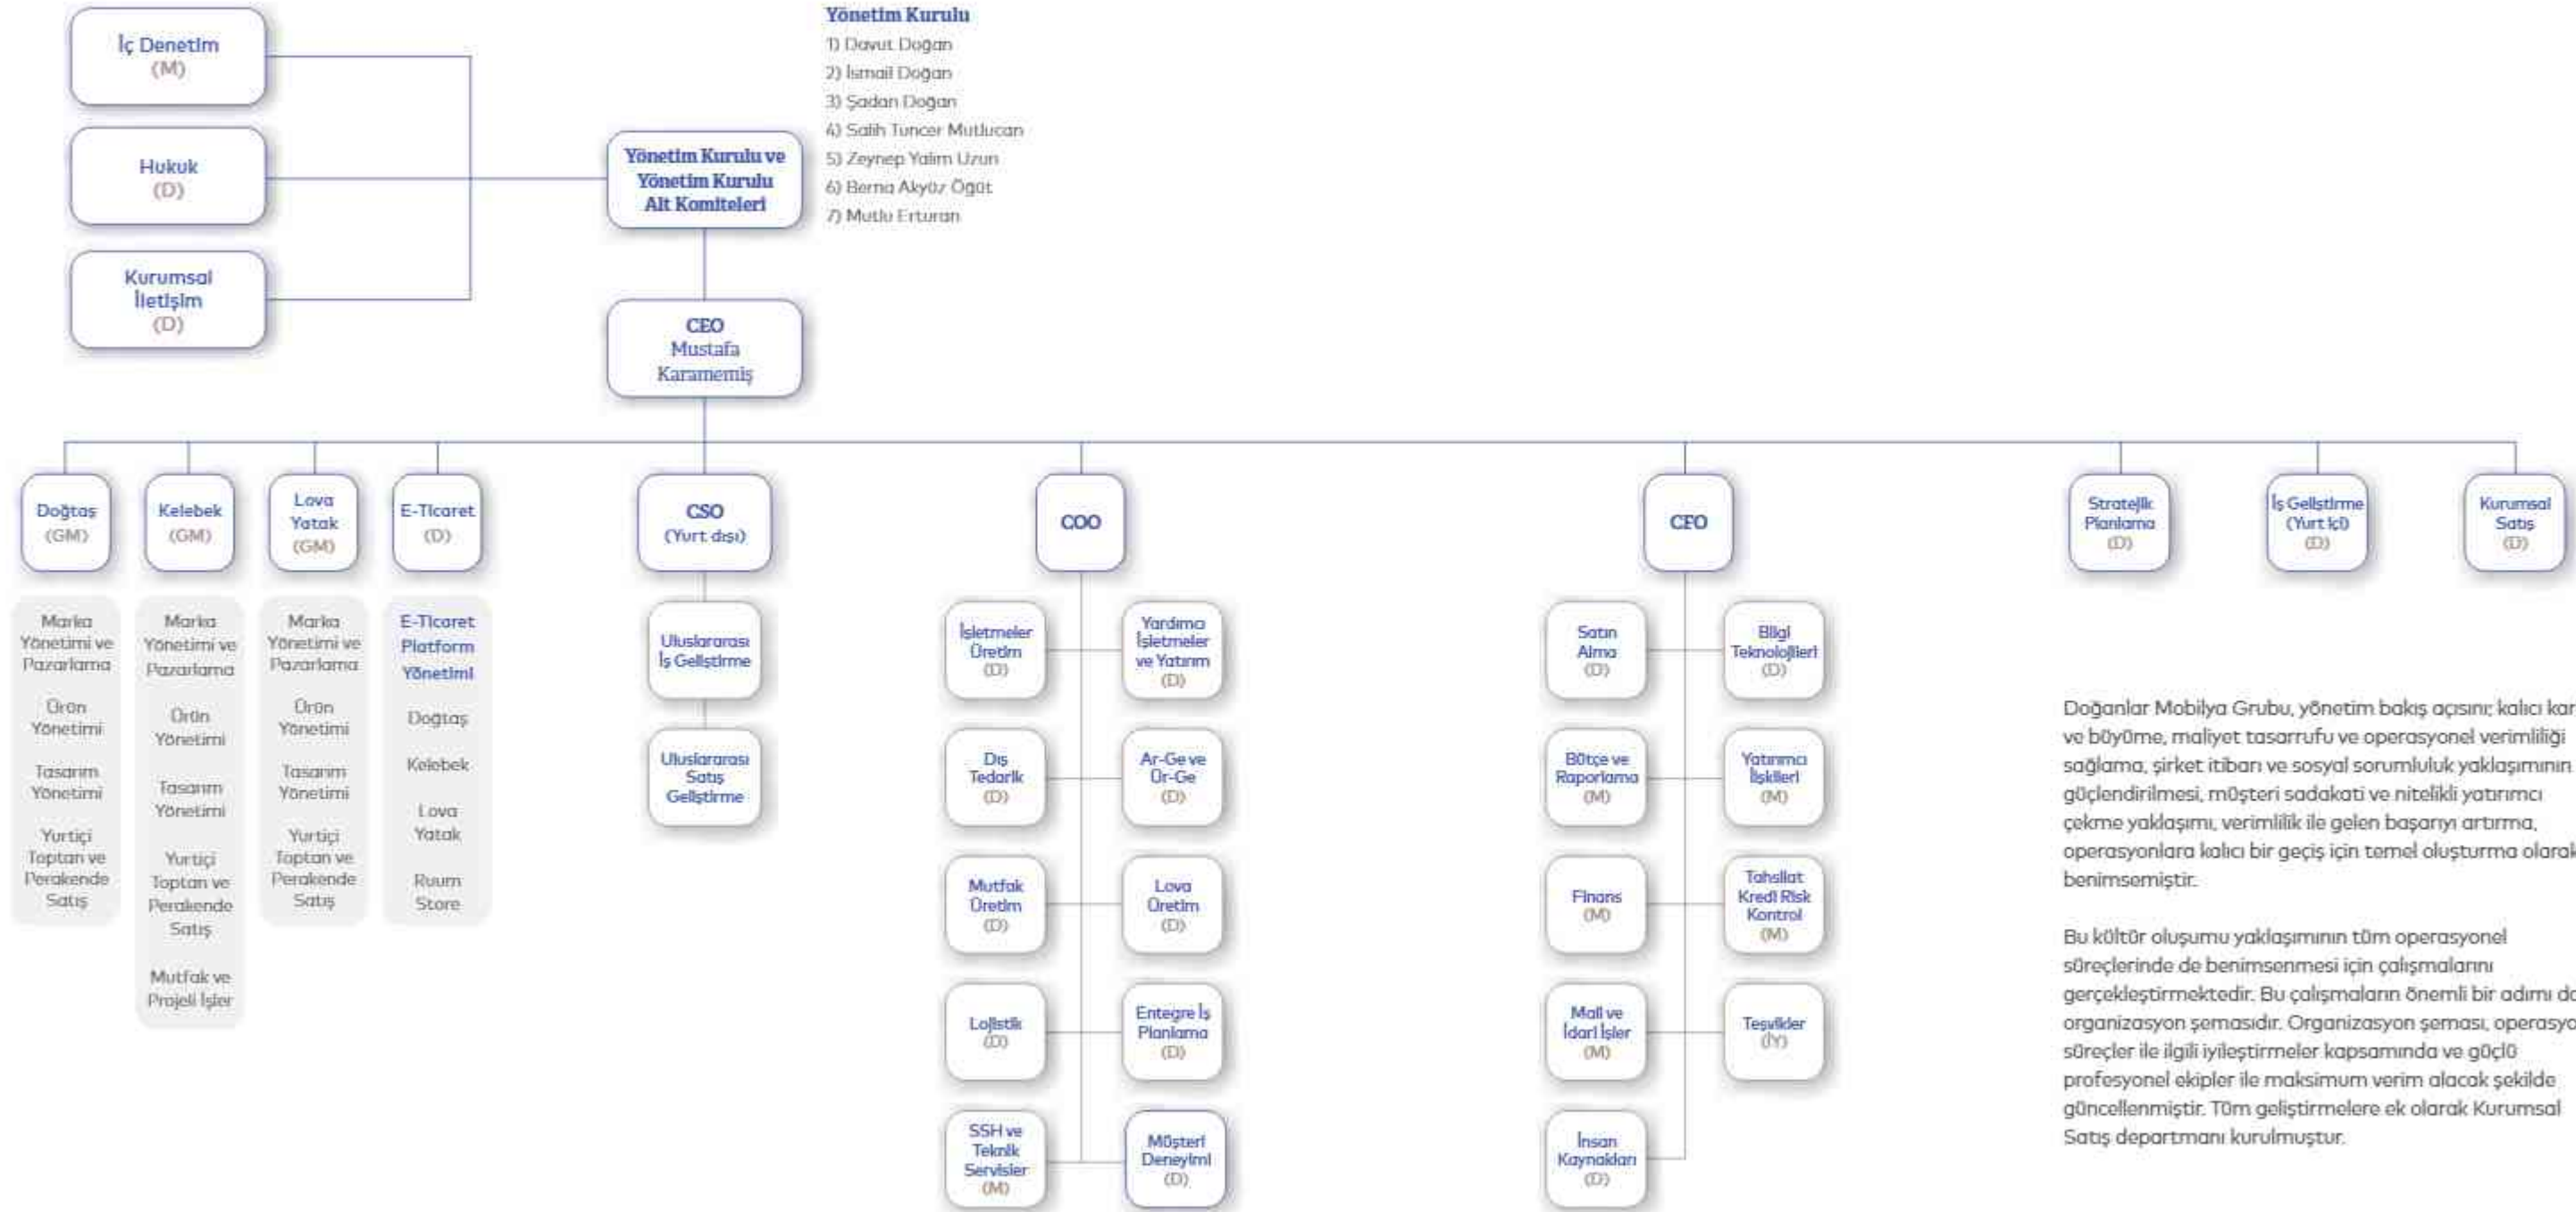 Yönetim Kurulu
1) Davut Doğan
2) İsmail Doğan
3) Şadan Doğan
4) Salih Tuncer Mutlucan
5) Zeynep Yalım Uzun
6) Berna Akyüz Öğüt
7) Mutlu Erturan
İç Denetim
(M)
Hukuk
(D)
Kurumsal
İletişim
(D)
Yönetim Kurulu ve
Yönetim Kurulu
Alt Komiteleri
CEO
Mustafa
Karamemiş
Doğtaş
(GM)
Marka
Yönetimi ve
Pazarlama
Ürün
Yönetimi
Tasarım
Yönetimi
Yurtiçi
Toptan ve
Perakende
Satış
Kelebek
(GM)
Marka
Yönetimi ve
Pazarlama
Ürün
Yönetimi
Tasarım
Yönetimi
Yurtiçi
Toptan ve
Perakende
Satış
Mutfak ve
Projeli İşler
Lova
Yatak
(GM)
Marka
Yönetimi ve
Pazarlama
Ürün
Yönetimi
Tasarım
Yönetimi
Yurtiçi
Toptan ve
Perakende
Satış
E-Ticaret
(D)
E-Ticaret
Platform
Yönetimi
Doğtaş
Kelebek
Lova
Yatak
Ruum
Store
CSO
(Yurt dışı)
Uluslararası
İş Geliştirme
Uluslararası
Satış
Geliştirme
COO
İşletmeler
Üretim
(D)
Yardımcı
İşletmeler
ve Yatırım
(D)
Dış
Tedarik
(D)
Ar-Ge ve
Ür-Ge
(D)
Mutfak
Üretim
(D)
Lova
Üretim
(D)
Lojistik
(D)
Entegre İş
Planlama
(D)
SSH ve
Teknik
Servisler
(M)
Müşteri
Deneyimi
(D)
CFO
Satın
Alma
(D)
Bilgi
Teknolojileri
(D)
Bütçe ve
Raporlama
(M)
Yatırımcı
İlişkileri
(M)
Finans
(M)
Tahsilat
Kredi Risk
Kontrol
(M)
Mali ve
İdari İşler
(M)
Teşvikler
(İY)
İnsan
Kaynakları
(D)
Stratejik
Planlama
(D)
İş Geliştirme
(Yurt içi)
(D)
Kurumsal
Satış
(D)
Doğanlar Mobilya Grubu, yönetim bakış açısını; kalıcı kar
ve büyüme, maliyet tasarrufu ve operasyonel verimliliği
sağlama, şirket itibarı ve sosyal sorumluluk yaklaşımının
güçlendirilmesi, müşteri sadakati ve nitelikli yatırımcı
çekme yaklaşımı, verimlilik ile gelen başarıyı artırma,
operasyonlara kalıcı bir geçiş için temel oluşturma olarak
benimsemiştir.
Bu kültür oluşumu yaklaşımının tüm operasyonel
süreçlerinde de benimsenmesi için çalışmalarını
gerçekleştirmektedir. Bu çalışmaların önemli bir adımı da
organizasyon şemasıdır. Organizasyon şeması, operasyo
süreçler ile ilgili iyileştirmeler kapsamında ve güçlü
profesyonel ekipler ile maksimum verim alacak şekilde
güncellenmiştir. Tüm geliştirmelere ek olarak Kurumsal
Satış departmanı kurulmuştur.